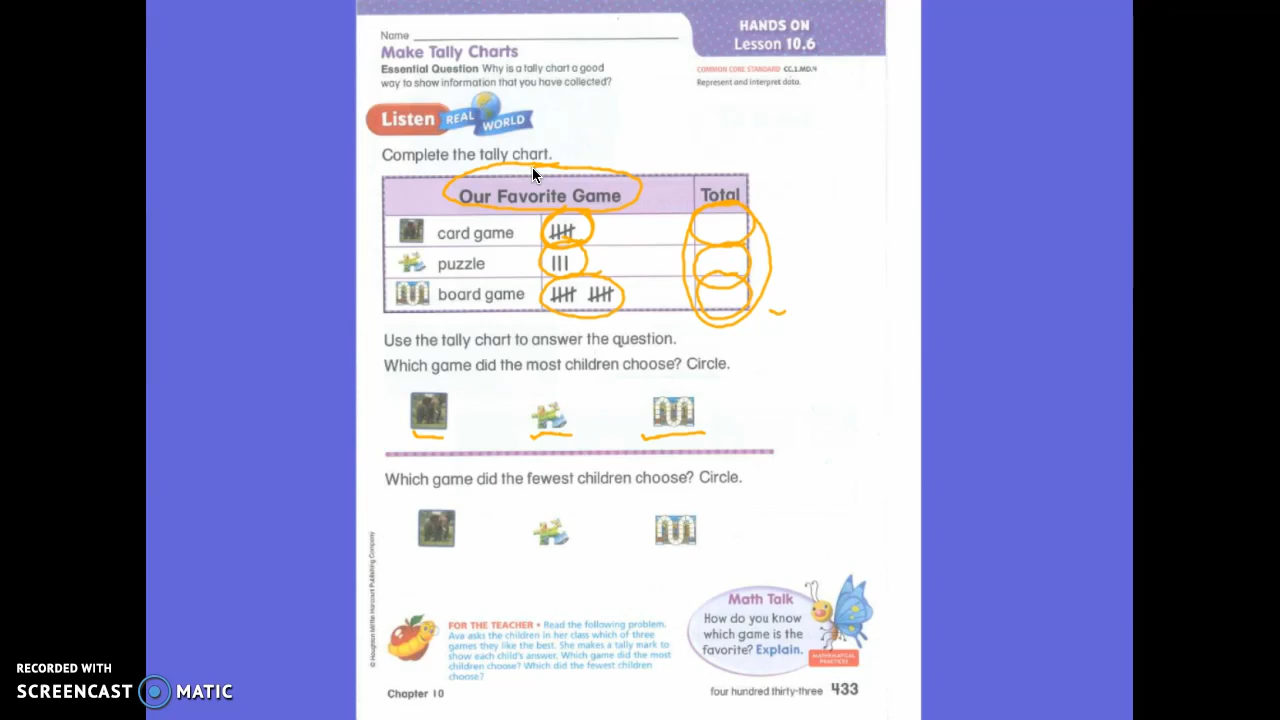 HANDS ON
Lesson 10.6
Name
Make Tally Charts
Essential Question Why is a tally chart a good
way to show information that you have collected?
COMMON CORE STANDARD CC.1.MD.4
Represent and interpret data.
Listen REAL WORLD
Complete the tally chart.
Our Favorite Game Total
card game
puzzle
board game
Use the tally chart to answer the question.
Which game did the most children choose? Circle.
Which game did the fewest children choose? Circle.
FOR THE TEACHER • Read the following problem.
Ava asks the children in her class which of three
games they like the best. She makes a tally mark to
show each child's answer. Which game did the most
children choose? Which did the fewest children
choose?
Math Talk
How do you know
which game is the
favorite? Explain.
MATHEMATICAL
PRACTICES
© Houghton Mifflin Harcourt Publishing Company
Chapter 10
four hundred thirty-three 433
RECORDED WITH
SCREENCAST MATIC